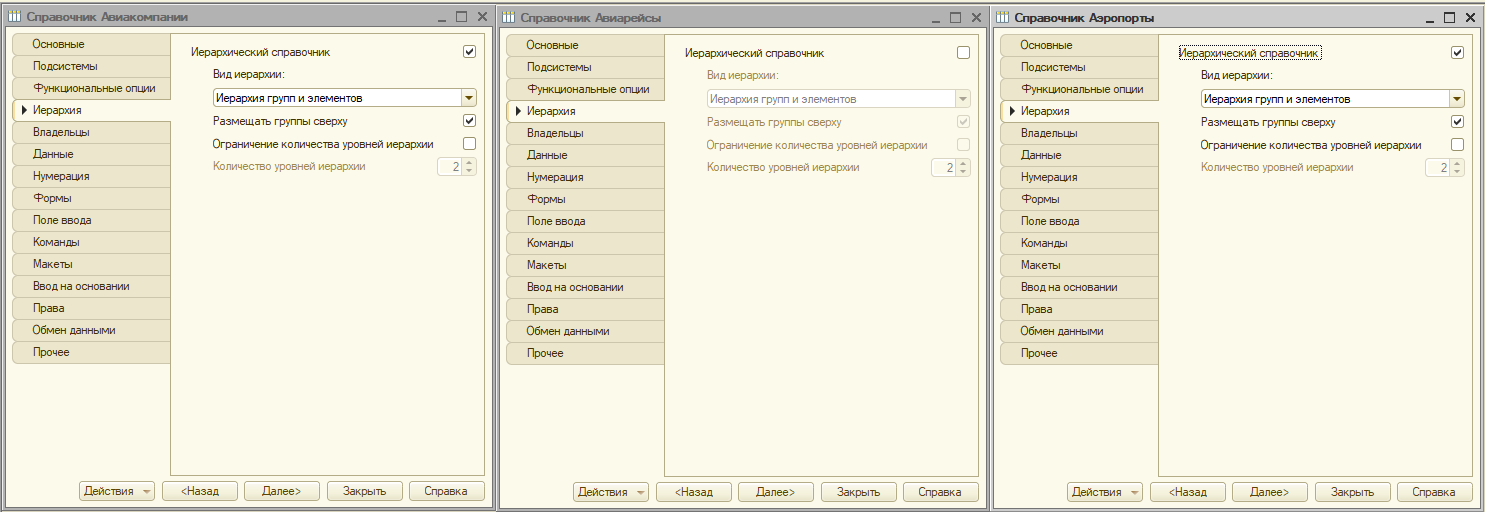 Справочник Авиакомпании
Основные
Подсистемы
Функциональные опции
Иерархия
Владельцы
Данные
Нумерация
Формы
Поле ввода
Команды
Макеты
Ввод на основании
Права
Обмен данными
Прочее
Иерархический справочник
Вид иерархии:
Иерархия групп и элементов
Размещать группы сверху
Ограничение количества уровней иерархии
Количество уровней иерархии 2
Действия <Назад Далее> Закрыть Справка
Справочник Авиарейсы
Основные
Подсистемы
Функциональные опции
Иерархия
Владельцы
Данные
Нумерация
Формы
Поле ввода
Команды
Макеты
Ввод на основании
Права
Обмен данными
Прочее
Иерархический справочник
Вид иерархии:
Иерархия групп и элементов
Размещать группы сверху
Ограничение количества уровней иерархии
Количество уровней иерархии 2
Действия <Назад Далее> Закрыть Справка
Справочник Аэропорты
Основные
Подсистемы
Функциональные опции
Иерархия
Владельцы
Данные
Нумерация
Формы
Поле ввода
Команды
Макеты
Ввод на основании
Права
Обмен данными
Прочее
Иерархический справочник
Вид иерархии:
Иерархия групп и элементов
Размещать группы сверху
Ограничение количества уровней иерархии
Количество уровней иерархии 2
Действия <Назад Далее> Закрыть Справка